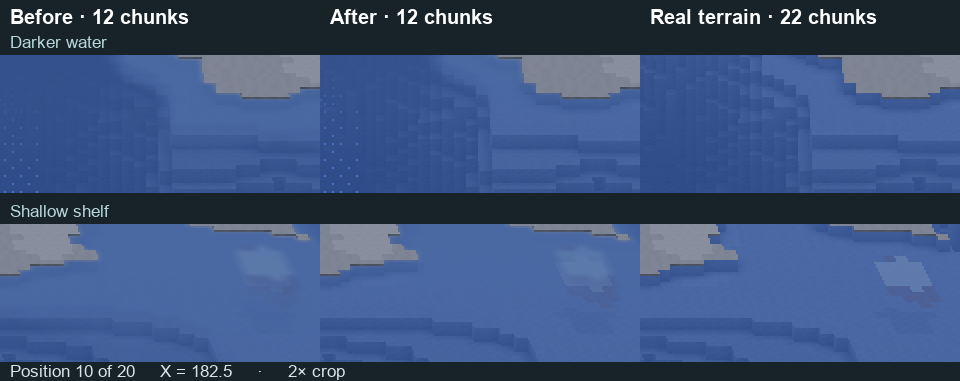 Before · 12 chunks After · 12 chunks Real terrain · 22 chunks
Darker water
Shallow shelf
Position 10 of 20 X = 182.5 · 2× crop